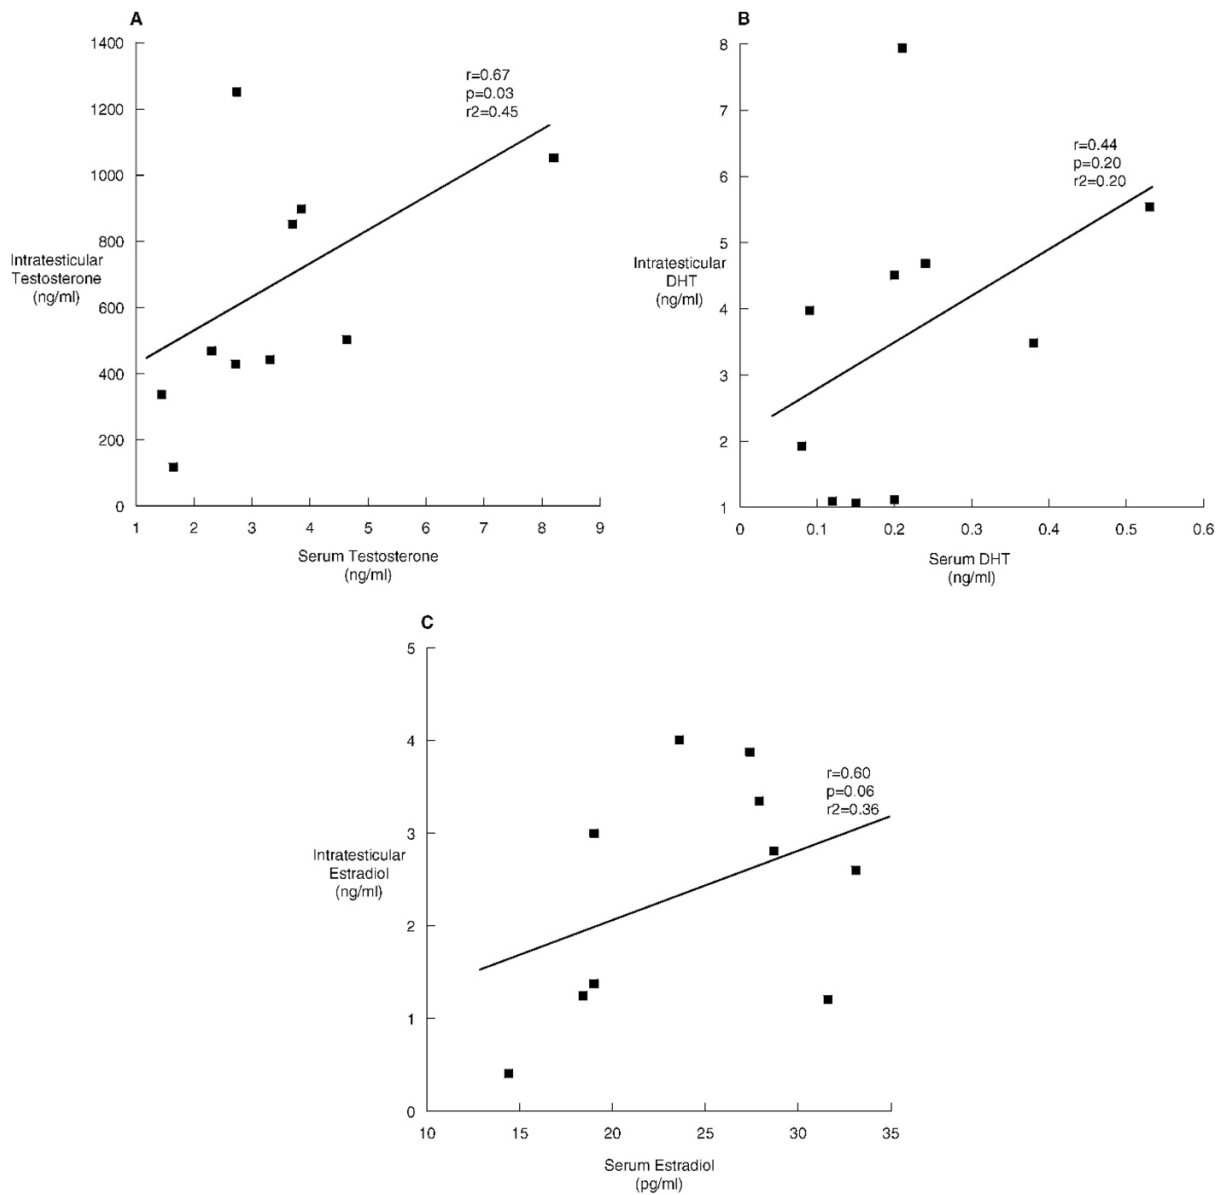 A
1400
1200
1000
800
600
400
200
0
Intratesticular
Testosterone
(ng/ml)
r=0.67
p=0.03
r2=0.45
1 2 3 4 5 6 7 8 9
Serum Testosterone
(ng/ml)
B
8
7
6
5
4
3
2
1
Intratesticular
DHT
(ng/ml)
r=0.44
p=0.20
r2=0.20
0 0.1 0.2 0.3 0.4 0.5 0.6
Serum DHT
(ng/ml)
C
5
4
3
2
1
0
Intratesticular
Estradiol
(ng/ml)
r=0.60
p=0.06
r2=0.36
10 15 20 25 30 35
Serum Estradiol
(pg/ml)